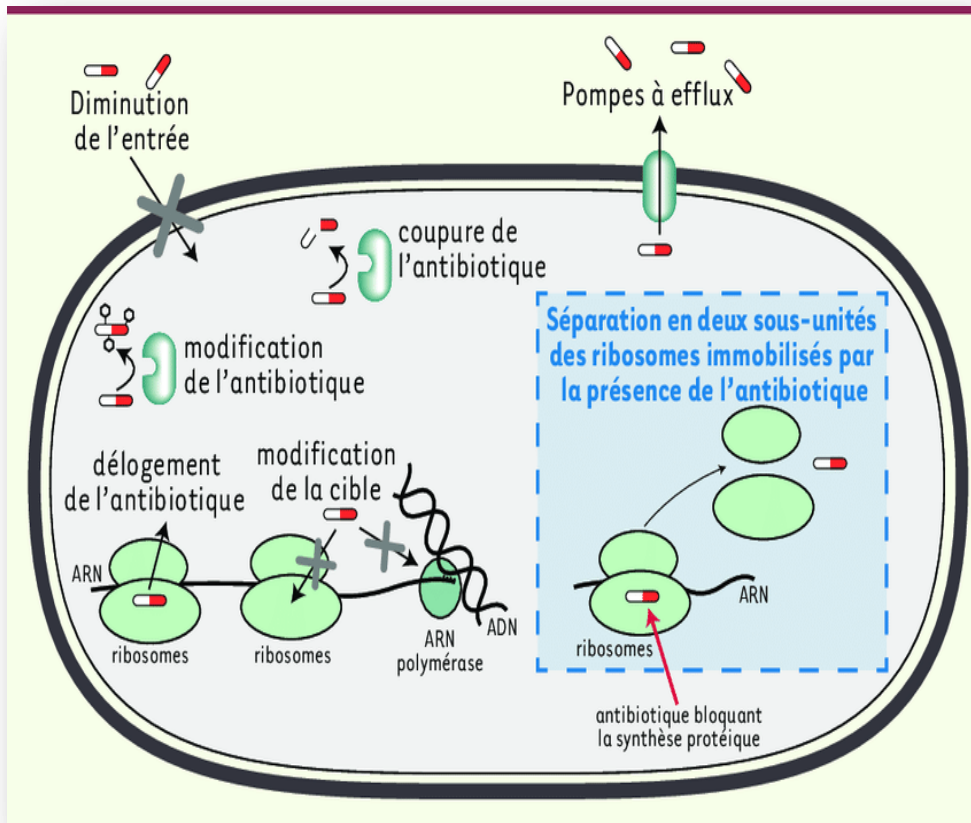 Diminution
de l'entrée
Pompes à efflux
coupure de
l'antibiotique
modification
de l'antibiotique
Séparation en deux sous-unités
des ribosomes immobilisés par
la présence de l'antibiotique
délogement
de l'antibiotique
modification
de la cible
ARN
ribosomes
ribosomes
ARN
polymérase
ADN
ARN
ribosomes
antibiotique bloquant
la synthèse protéique